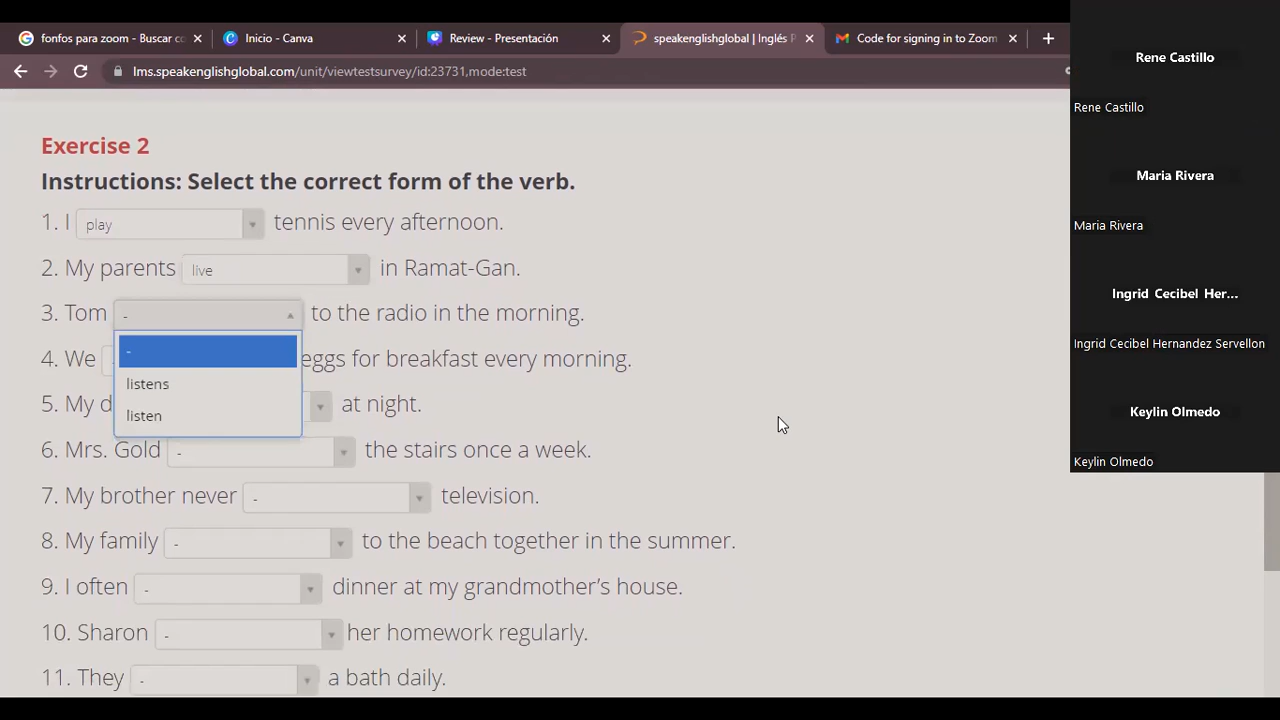 fonfos para zoom - Buscar co
Inicio - Canva
Review - Presentación
speakenglishglobal | Inglés P
Code for signing in to Zoom
lms.speakenglishglobal.com/unit/viewtestsurvey/id:23731,mode:test
Exercise 2
Instructions: Select the correct form of the verb.
1. I play tennis every afternoon.
2. My parents live in Ramat-Gan.
3. Tom - to the radio in the morning.
-
listens
listen
4. We eggs for breakfast every morning.
5. My d at night.
6. Mrs. Gold - the stairs once a week.
7. My brother never - television.
8. My family - to the beach together in the summer.
9. I often - dinner at my grandmother’s house.
10. Sharon - her homework regularly.
11. They - a bath daily.
Rene Castillo
Rene Castillo
Maria Rivera
Maria Rivera
Ingrid Cecibel Her...
Ingrid Cecibel Hernandez Servellon
Keylin Olmedo
Keylin Olmedo